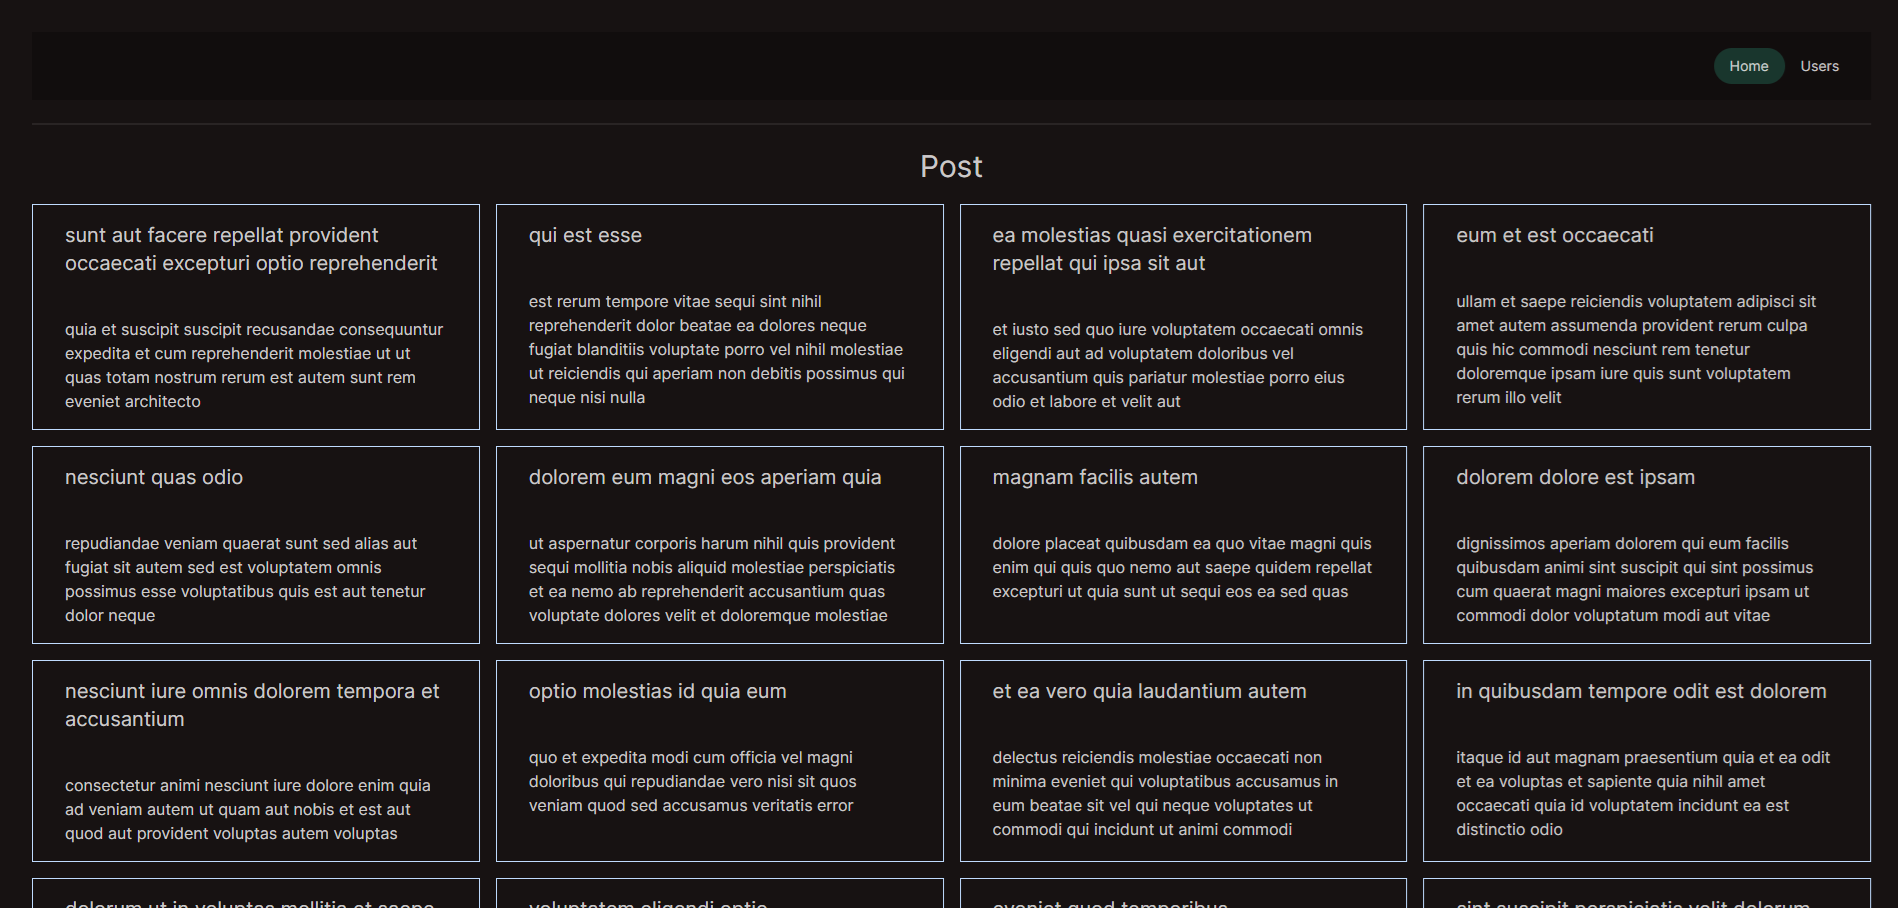 Home
Users
Post
sunt aut facere repellat provident
occaecati excepturi optio reprehenderit
quia et suscipit suscipit recusandae consequuntur
expedita et cum reprehenderit molestiae ut ut
quas totam nostrum rerum est autem sunt rem
eveniet architecto
qui est esse
est rerum tempore vitae sequi sint nihil
reprehenderit dolor beatae ea dolores neque
fugiat blanditiis voluptate porro vel nihil molestiae
ut reiciendis qui aperiam non debitis possimus qui
neque nisi nulla
ea molestias quasi exercitationem
repellat qui ipsa sit aut
et iusto sed quo iure voluptatem occaecati omnis
eligendi aut ad voluptatem doloribus vel
accusantium quis pariatur molestiae porro eius
odio et labore et velit aut
eum et est occaecati
ullam et saepe reiciendis voluptatem adipisci sit
amet autem assumenda provident rerum culpa
quis hic commodi nesciunt rem tenetur
doloremque ipsam iure quis sunt voluptatem
rerum illo velit
nesciunt quas odio
repudiandae veniam quaerat sunt sed alias aut
fugiat sit autem sed est voluptatem omnis
possimus esse voluptatibus quis est aut tenetur
dolor neque
dolorem eum magni eos aperiam quia
ut aspernatur corporis harum nihil quis provident
sequi mollitia nobis aliquid molestiae perspiciatis
et ea nemo ab reprehenderit accusantium quas
voluptate dolores velit et doloremque molestiae
magnam facilis autem
dolore placeat quibusdam ea quo vitae magni quis
enim qui quis quo nemo aut saepe quidem repellat
excepturi ut quia sunt ut sequi eos ea sed quas
dolorem dolore est ipsam
dignissimos aperiam dolorem qui eum facilis
quibusdam animi sint suscipit qui sint possimus
cum quaerat magni maiores excepturi ipsam ut
commodi dolor voluptatum modi aut vitae
nesciunt iure omnis dolorem tempora et
accusantium
consectetur animi nesciunt iure dolore enim quia
ad veniam autem ut quam aut nobis et est aut
quod aut provident voluptas autem voluptas
optio molestias id quia eum
quo et expedita modi cum officia vel magni
doloribus qui repudiandae vero nisi sit quos
veniam quod sed accusamus veritatis error
et ea vero quia laudantium autem
delectus reiciendis molestiae occaecati non
minima eveniet qui voluptatibus accusamus in
eum beatae sit vel qui neque voluptates ut
commodi qui incidunt ut animi commodi
in quibusdam tempore odit est dolorem
itaque id aut magnam praesentium quia et ea odit
et ea voluptas et sapiente quia nihil amet
occaecati quia id voluptatem incidunt ea est
distinctio odio
dolorum ut in voluptas mollitia et saepe
voluptatem eligendi optio
eveniet quod temporibus
sint suscipit perspiciatis velit dolorum